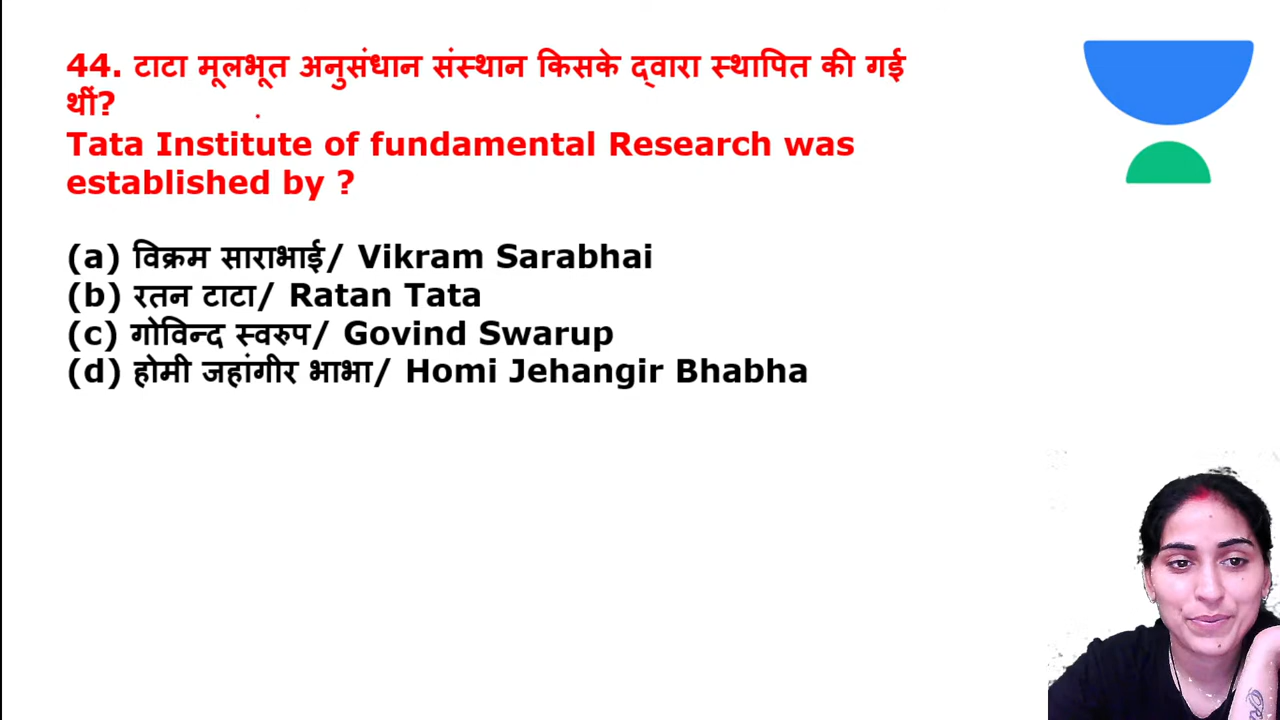 44. टाटा मूलभूत अनुसंधान संस्थान किसके द्वारा स्थापित की गई
थीं?
Tata Institute of fundamental Research was
established by ?
(a) विक्रम साराभाई/ Vikram Sarabhai
(b) रतन टाटा/ Ratan Tata
(c) गोविन्द स्वरुप/ Govind Swarup
(d) होमी जहांगीर भाभा/ Homi Jehangir Bhabha